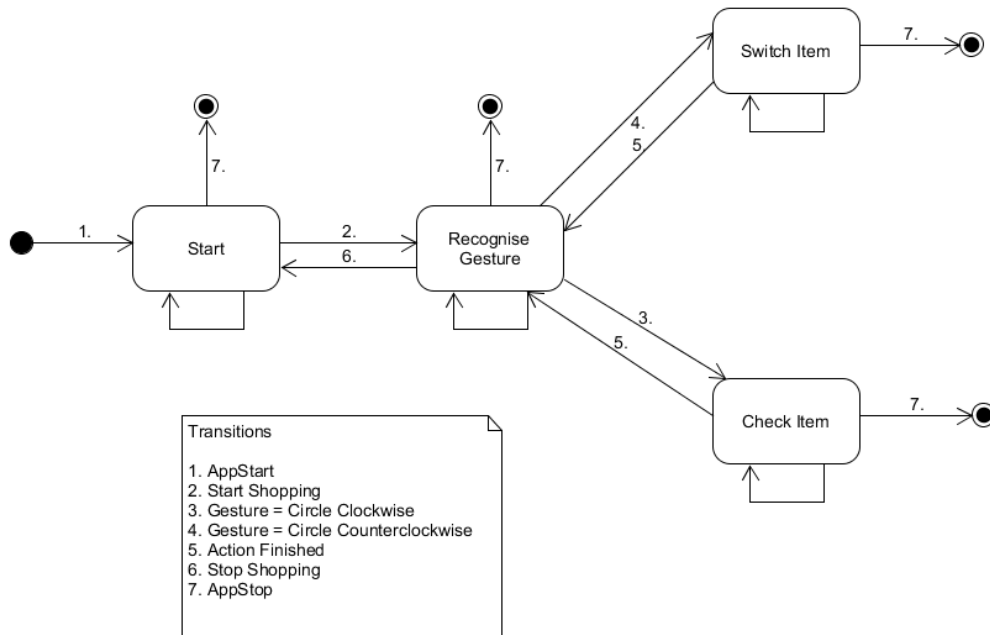 Switch Item
7.
4.
5.
7.
7.
1.
Start
2.
6.
Recognise
Gesture
3.
5.
Check Item
7.
Transitions
1. AppStart
2. Start Shopping
3. Gesture = Circle Clockwise
4. Gesture = Circle Counterclockwise
5. Action Finished
6. Stop Shopping
7. AppStop